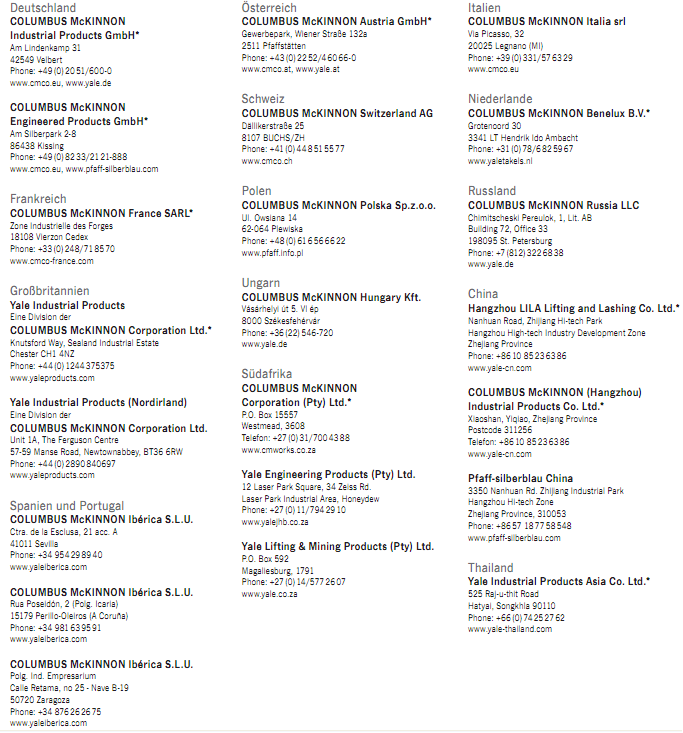 Deutschland
COLUMBUS McKINNON
Industrial Products GmbH*
Am Lindenkamp 31
42549 Velbert
Phone: +49 (0) 20 51/600-0
www.cmco.eu, www.yale.de
COLUMBUS McKINNON
Engineered Products GmbH*
Am Silberpark 2-8
86438 Kissing
Phone: +49 (0) 82 33/21 21-888
www.cmco.eu, www.pfaff-silberblau.com
Frankreich
COLUMBUS McKINNON France SARL*
Zone Industrielle des Forges
18108 Vierzon Cedex
Phone: +33 (0) 248/71 85 70
www.cmco-france.com
Großbritannien
Yale Industrial Products
Eine Division der
COLUMBUS McKINNON Corporation Ltd.*
Knutsford Way, Sealand Industrial Estate
Chester CH1 4NZ
Phone: +44 (0) 1244 375375
www.yaleproducts.com
Yale Industrial Products (Nordirland)
Eine Division der
COLUMBUS McKINNON Corporation Ltd.
Unit 1A, The Ferguson Centre
57-59 Manse Road, Newtownabbey, BT36 6RW
Phone: +44 (0) 2890 840697
www.yaleproducts.com
Spanien und Portugal
COLUMBUS McKINNON Ibérica S.L.U.
Ctra. de la Esclusa, 21 acc. A
41011 Sevilla
Phone: +34 954 29 89 40
www.yaleiberica.com
COLUMBUS McKINNON Ibérica S.L.U.
Rua Poseidón, 2 (Polg. Icaria)
15179 Perillo-Oleiros (A Coruña)
Phone: +34 981 63 95 91
www.yaleiberica.com
COLUMBUS McKINNON Ibérica S.L.U.
Polg. Ind. Empresarium
Calle Retama, no 25 - Nave B-19
50720 Zaragoza
Phone: +34 876 26 26 75
www.yaleiberica.com
Österreich
COLUMBUS McKINNON Austria GmbH*
Gewerbepark, Wiener Straße 132a
2511 Pfaffstätten
Phone: +43 (0) 22 52/4 60 66-0
www.cmco.at, www.yale.at
Schweiz
COLUMBUS McKINNON Switzerland AG
Dällikerstraße 25
8107 BUCHS/ZH
Phone: +41 (0) 44 8 51 55 77
www.cmco.ch
Polen
COLUMBUS McKINNON Polska Sp.z.o.o.
Ul. Owsiana 14
62-064 Plewiska
Phone: +48 (0) 61 6 56 66 22
www.pfaff.info.pl
Ungarn
COLUMBUS McKINNON Hungary Kft.
Vásárhelyi út 5. VI ép
8000 Székesfehérvár
Phone: +36 (22) 546-720
www.yale.de
Südafrika
COLUMBUS McKINNON
Corporation (Pty) Ltd.*
P.O. Box 15557
Westmead, 3608
Telefon: +27 (0) 31/700 43 88
www.cmworks.co.za
Yale Engineering Products (Pty) Ltd.
12 Laser Park Square, 34 Zeiss Rd.
Laser Park Industrial Area, Honeydew
Phone: +27 (0) 11/794 29 10
www.yalejhb.co.za
Yale Lifting & Mining Products (Pty) Ltd.
P.O. Box 592
Magaliesburg, 1791
Phone: +27 (0) 14/577 26 07
www.yale.co.za
Italien
COLUMBUS McKINNON Italia srl
Via Picasso, 32
20025 Legnano (MI)
Phone: +39 (0) 331/57 63 29
www.cmco.eu
Niederlande
COLUMBUS McKINNON Benelux B.V.*
Grotenoord 30
3341 LT Hendrik Ido Ambacht
Phone: +31 (0) 78/6 82 59 67
www.yaletakels.nl
Russland
COLUMBUS McKINNON Russia LLC
Chimitscheski Pereulok, 1, Lit. AB
Building 72, Office 33
198095 St. Petersburg
Phone: +7 (812) 322 68 38
www.yale.de
China
Hangzhou LILA Lifting and Lashing Co. Ltd.*
Nanhuan Road, Zhijiang Hi-tech Park
Hangzhou High-tech Industry Development Zone
Zhejiang Province
Phone: +86 10 85 23 63 86
www.yale-cn.com
COLUMBUS McKINNON (Hangzhou)
Industrial Products Co. Ltd.*
Xiaoshan, Yiqiao, Zhejiang Province
Postcode 311256
Telefon: +86 10 85 23 63 86
www.yale-cn.com
Pfaff-silberblau China
3350 Nanhuan Rd. Zhijiang Industrial Park
Hangzhou Hi-tech Zone
Zhejiang Province, 310053
Phone: +86 57 18 77 58 548
www.pfaff-silberblau.com
Thailand
Yale Industrial Products Asia Co. Ltd.*
525 Raj-u-thit Road
Hatyai, Songkhla 90110
Phone: +66 (0) 74 25 27 62
www.yale-thailand.com